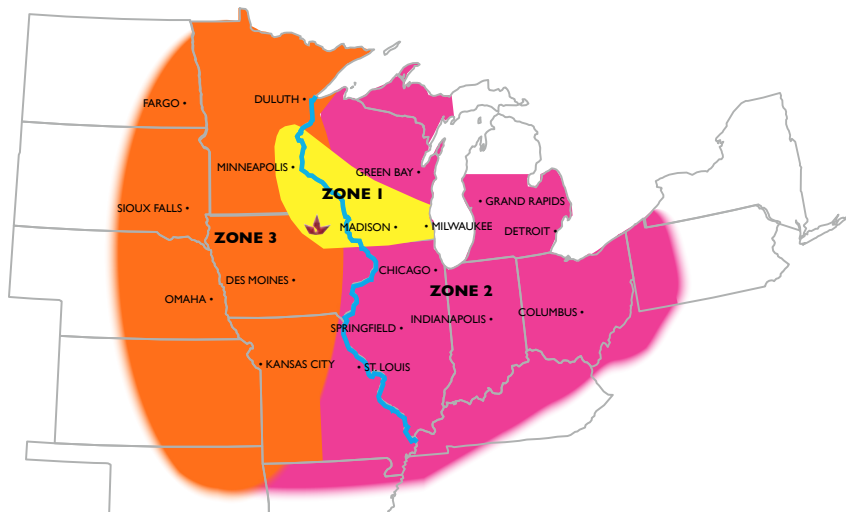 DULUTH
FARGO
MINNEAPOLIS
GREEN BAY
ZONE 1
GRAND RAPIDS
SIOUX FALLS
MADISON
MILWAUKEE
DETROIT
ZONE 3
CHICAGO
DES MOINES
ZONE 2
OMAHA
COLUMBUS
INDIANAPOLIS
SPRINGFIELD
KANSAS CITY
ST. LOUIS